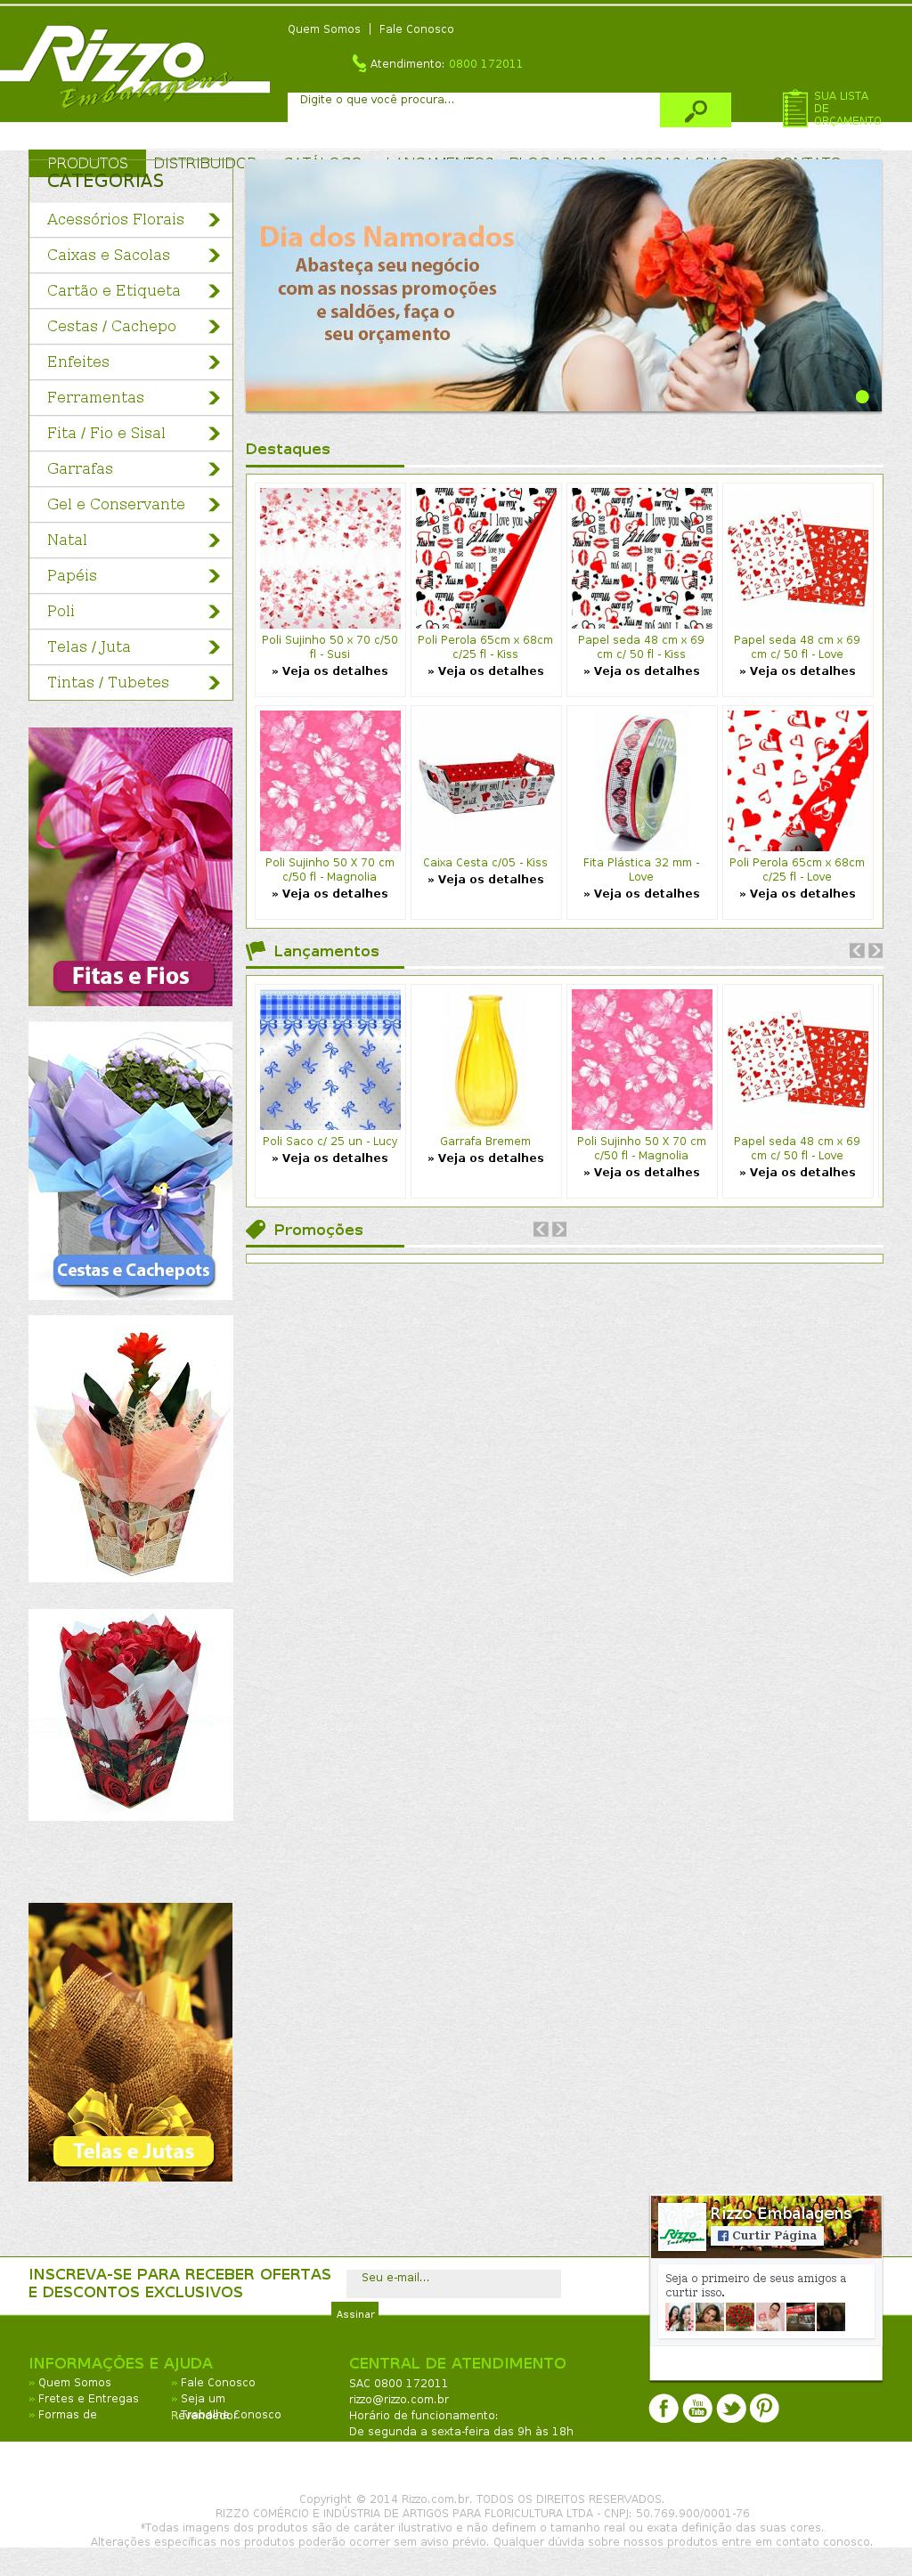 Quem Somos | Fale Conosco
Rizzo
Embalagens
Atendimento: 0800 172011
Digite o que você procura...
SUA LISTA
DE
ORÇAMENTO
PRODUTOS DISTRIBUIDOR CATÁLOGO LANÇAMENTOS BLOG / DICAS NOSSAS LOJAS CONTATO
CATEGORIAS
Acessórios Florais
Caixas e Sacolas
Cartão e Etiqueta
Cestas / Cachepo
Enfeites
Ferramentas
Fita / Fio e Sisal
Garrafas
Gel e Conservante
Natal
Papéis
Poli
Telas / Juta
Tintas / Tubetes
Fitas e Fios
Cestas e Cachepots
Telas e Jutas
Dia dos Namorados
Abasteça seu negócio
com as nossas promoções
e saldões, faça o
seu orçamento
Destaques
Poli Sujinho 50 x 70 c/50
fl - Susi
» Veja os detalhes
Poli Perola 65cm x 68cm
c/25 fl - Kiss
» Veja os detalhes
Papel seda 48 cm x 69
cm c/ 50 fl - Kiss
» Veja os detalhes
Papel seda 48 cm x 69
cm c/ 50 fl - Love
» Veja os detalhes
Poli Sujinho 50 X 70 cm
c/50 fl - Magnolia
» Veja os detalhes
Caixa Cesta c/05 - Kiss
» Veja os detalhes
Fita Plástica 32 mm -
Love
» Veja os detalhes
Poli Perola 65cm x 68cm
c/25 fl - Love
» Veja os detalhes
Lançamentos
Poli Saco c/ 25 un - Lucy
» Veja os detalhes
Garrafa Bremem
» Veja os detalhes
Poli Sujinho 50 X 70 cm
c/50 fl - Magnolia
» Veja os detalhes
Papel seda 48 cm x 69
cm c/ 50 fl - Love
» Veja os detalhes
Promoções
Rizzo Embalagens
Curtir Página
Seja o primeiro de seus amigos a
curtir isso.
INSCREVA-SE PARA RECEBER OFERTAS
E DESCONTOS EXCLUSIVOS
Seu e-mail...
Assinar
INFORMAÇÕES E AJUDA
» Quem Somos
» Fretes e Entregas
» Formas de
» Fale Conosco
» Seja um
Revendedor
» Trabalhe Conosco
CENTRAL DE ATENDIMENTO
SAC 0800 172011
rizzo@rizzo.com.br
Horário de funcionamento:
De segunda a sexta-feira das 9h às 18h
You
Tube
Copyright © 2014 Rizzo.com.br. TODOS OS DIREITOS RESERVADOS.
RIZZO COMÉRCIO E INDÚSTRIA DE ARTIGOS PARA FLORICULTURA LTDA - CNPJ: 50.769.900/0001-76
*Todas imagens dos produtos são de caráter ilustrativo e não definem o tamanho real ou exata definição das suas cores.
Alterações específicas nos produtos poderão ocorrer sem aviso prévio. Qualquer dúvida sobre nossos produtos entre em contato conosco.